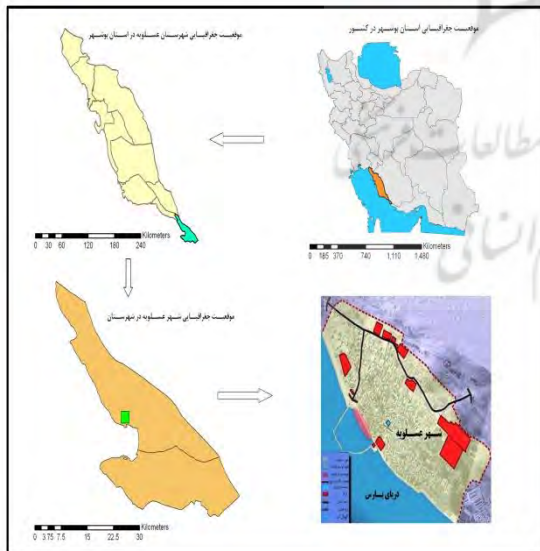 موقعیت جغرافیایی استان بوشهر در کشور
موقعیت جغرافیایی شهرستان عسلویه در استان بوشهر
Kilometers
0 185 370 740 1,110 1,480
Kilometers
0 30 60 120 180 240
موقعیت جغرافیایی شهر عسلویه در شهرستان
Kilometers
0 3.75 7.5 15 22.5 30
شهر عسلویه
دریای پارس
مطالعات
انسانی